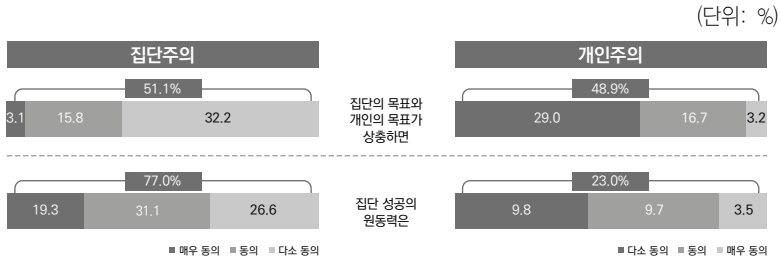 (단위: %)
집단주의
개인주의
51.1%
48.9%
3.1 15.8 32.2
집단의 목표와
개인의 목표가
상충하면
29.0 16.7 3.2
77.0%
23.0%
19.3 31.1 26.6
집단 성공의
원동력은
9.8 9.7 3.5
■ 매우 동의 ■ 동의 ■ 다소 동의
■ 다소 동의 ■ 동의 ■ 매우 동의